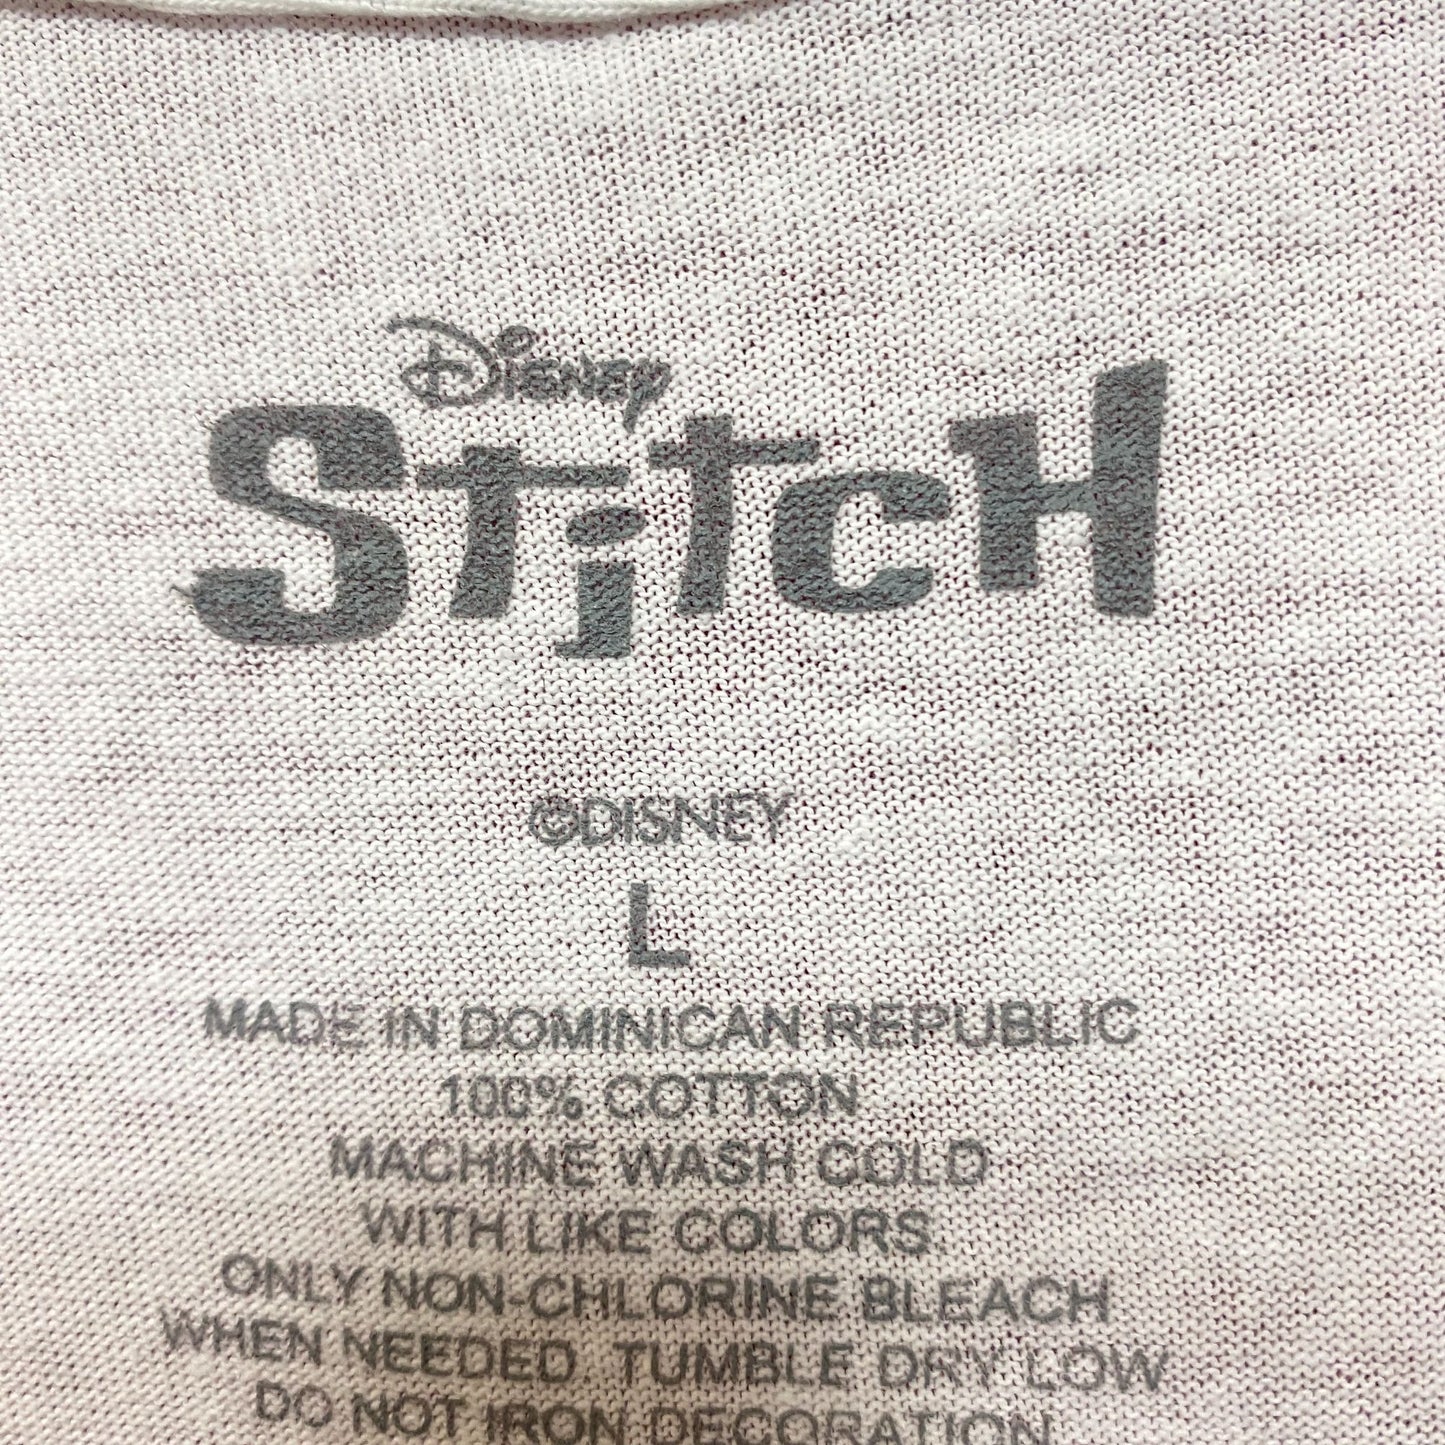 Disney
Stitch
©DISNEY
L
MADE IN DOMINICAN REPUBLIC
100% COTTON
MACHINE WASH COLD
WITH LIKE COLORS.
ONLY NON-CHLORINE BLEACH
WHEN NEEDED. TUMBLE DRY LOW
DO NOT IRON DECORATION